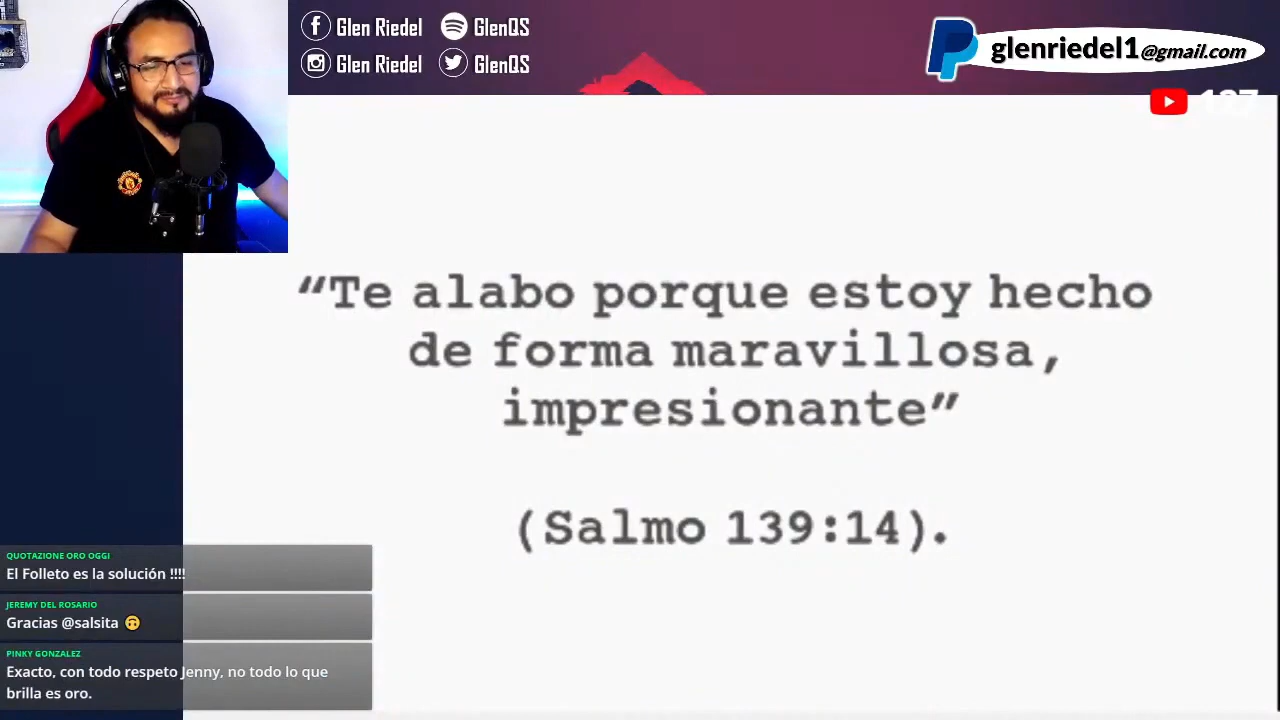 Glen Riedel
GlenQS
Glen Riedel
GlenQS
glenriedel1@gmail.com
127
“Te alabo porque estoy hecho
de forma maravillosa,
impresionante”
(Salmo 139:14).
QUOTAZIONE ORO OGGI
El Folleto es la solución !!!!
JEREMY DEL ROSARIO
Gracias @salsita 🙃
PINKY GONZALEZ
Exacto, con todo respeto Jenny, no todo lo que
brilla es oro.